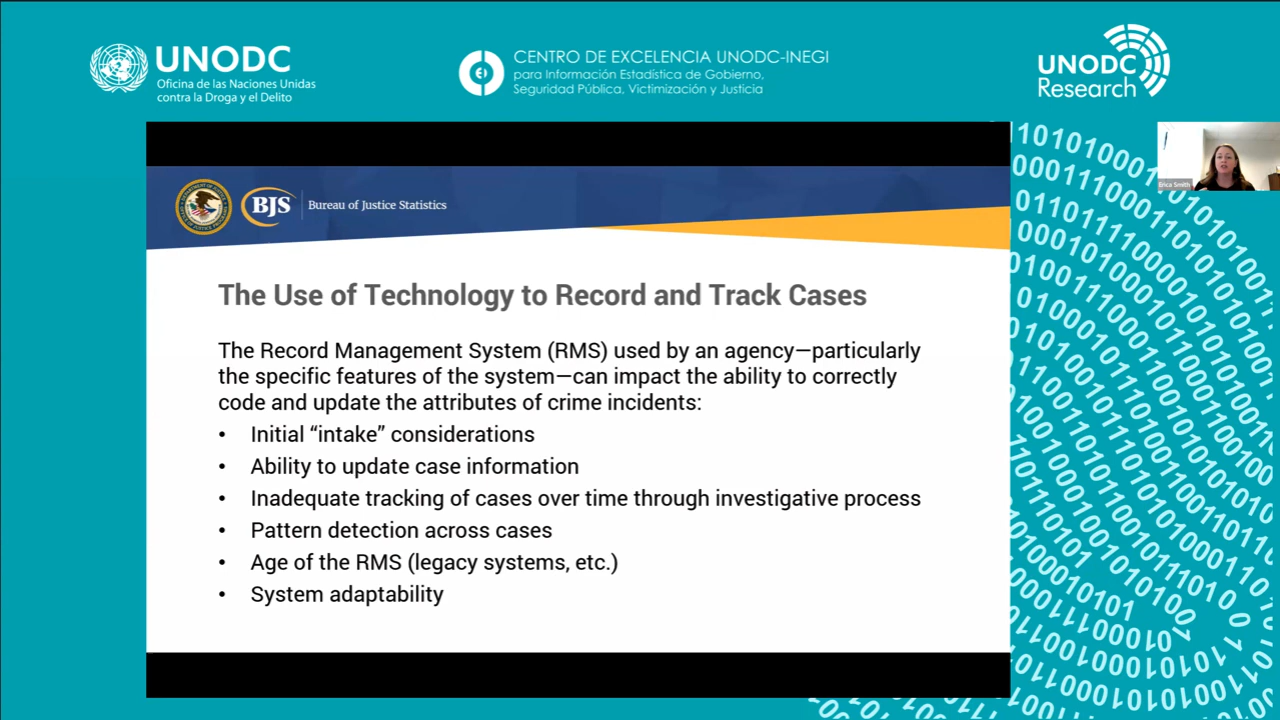 UNODC
Oficina de las Naciones Unidas
contra la Droga y el Delito
CENTRO DE EXCELENCIA UNODC-INEGI
para Información Estadística de Gobierno,
Seguridad Pública, Victimización y Justicia
UNODC
Research
Erica Smith
BJS
Bureau of Justice Statistics
The Use of Technology to Record and Track Cases
The Record Management System (RMS) used by an agency—particularly
the specific features of the system—can impact the ability to correctly
code and update the attributes of crime incidents:
• Initial “intake” considerations
• Ability to update case information
• Inadequate tracking of cases over time through investigative process
• Pattern detection across cases
• Age of the RMS (legacy systems, etc.)
• System adaptability